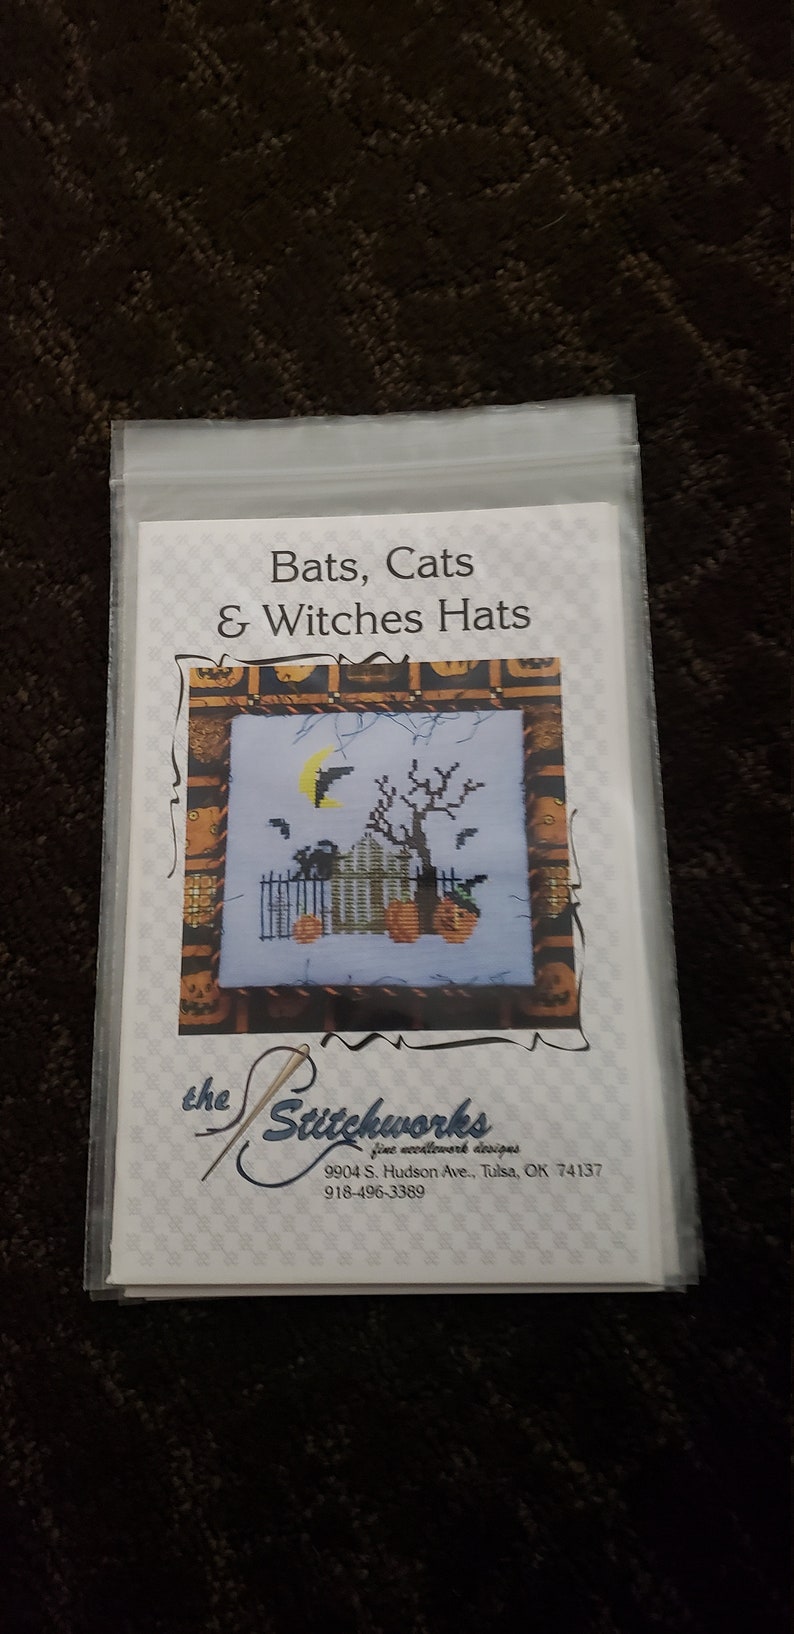 Bats, Cats
& Witches Hats
the Stitchworks
fine needlework designs
9904 S. Hudson Ave., Tulsa, OK 74137
918-496-3389